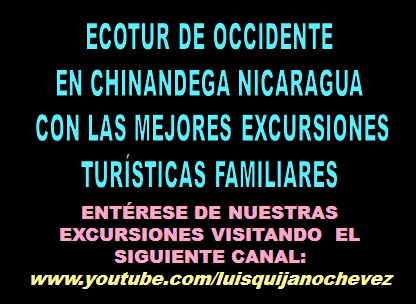 ECOTUR DE OCCIDENTE
EN CHINANDEGA NICARAGUA
CON LAS MEJORES EXCURSIONES
TURÍSTICAS FAMILIARES
ENTÉRESE DE NUESTRAS
EXCURSIONES VISITANDO EL
SIGUIENTE CANAL:
www.youtube.com/luisquijanochevez